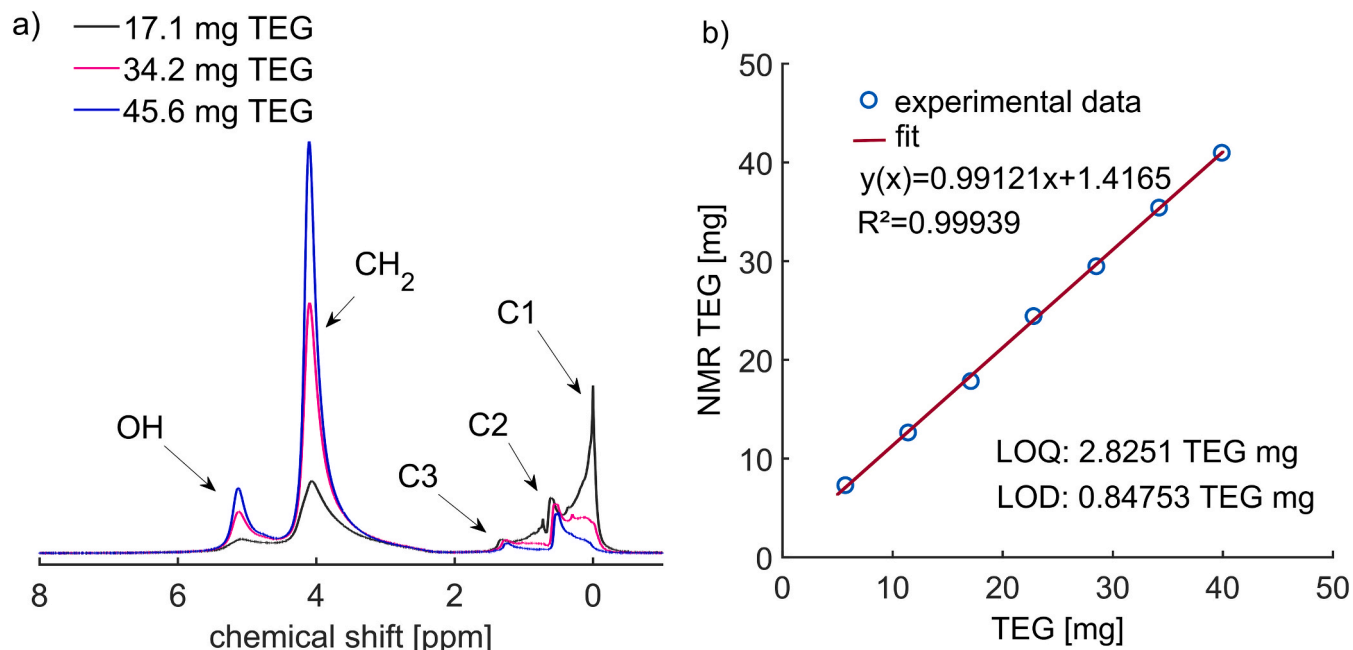 a)
17.1 mg TEG
34.2 mg TEG
45.6 mg TEG
CH2
C1
OH
C2
C3
8 6 4 2 0
chemical shift [ppm]
b)
50
40
30
20
10
0
NMR TEG [mg]
experimental data
fit
y(x)=0.99121x+1.4165
R²=0.99939
LOQ: 2.8251 TEG mg
LOD: 0.84753 TEG mg
0 10 20 30 40 50
TEG [mg]